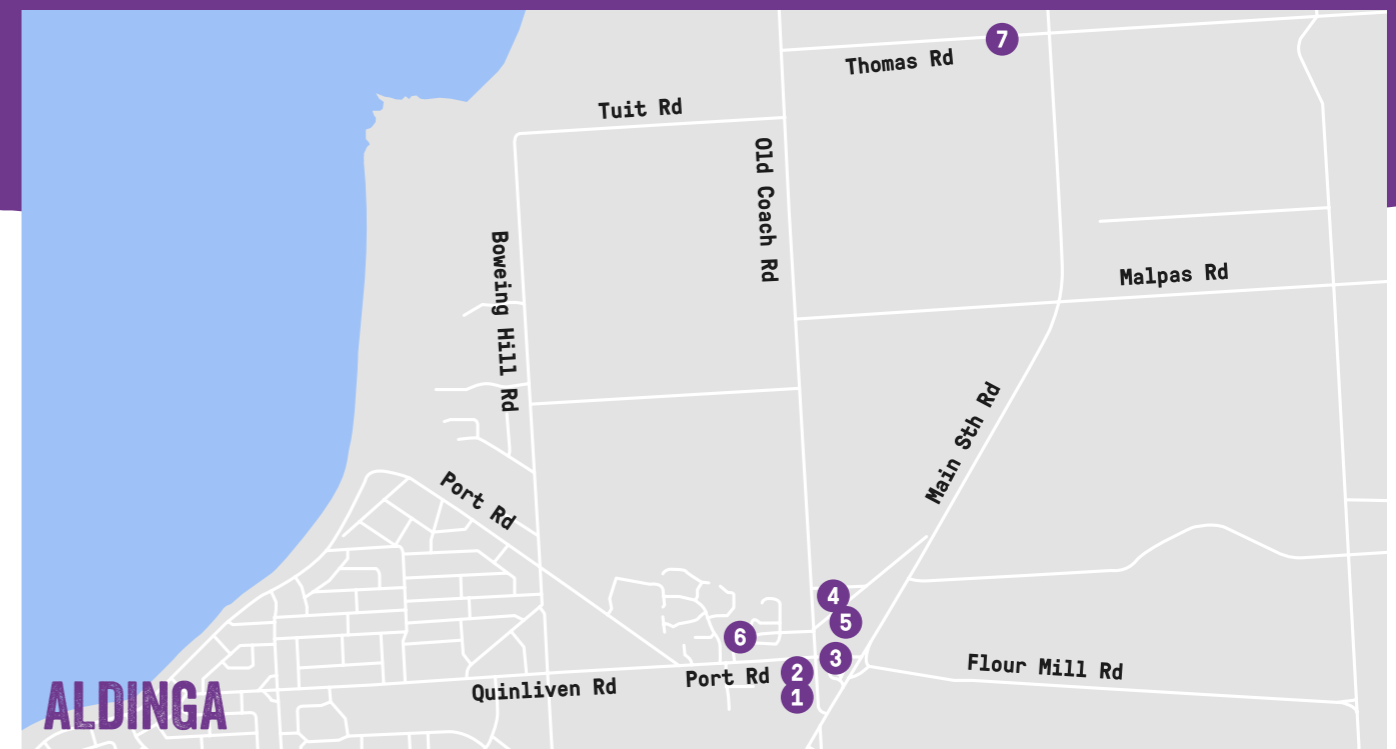 7
Thomas Rd
Tuit Rd
Old Coach Rd
Boweing Hill Rd
Malpas Rd
Main Sth Rd
Port Rd
4
5
6
3
2
Port Rd
1
Quinliven Rd
Flour Mill Rd
ALDINGA